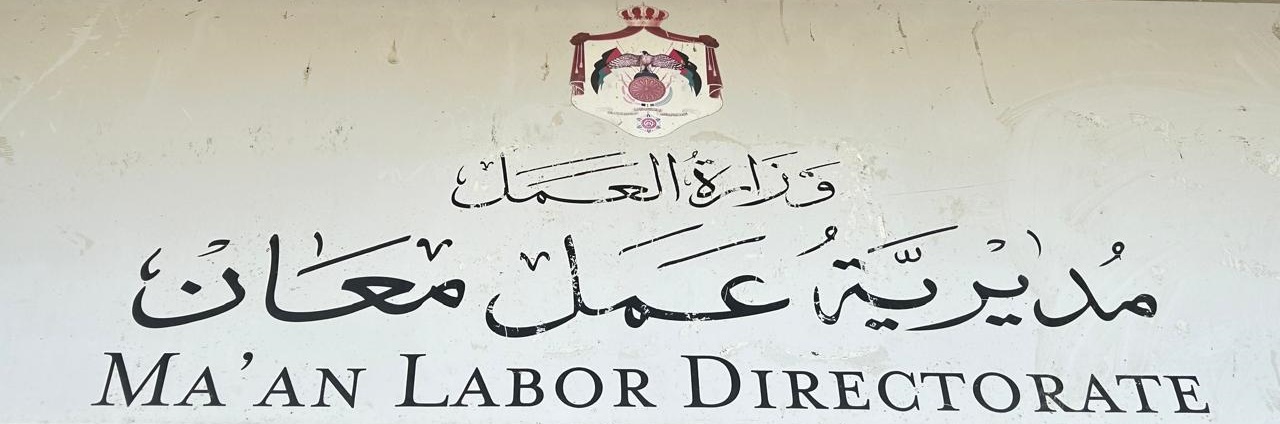 وزارة العمل
مديرية عمل معان
MA'AN LABOR DIRECTORATE